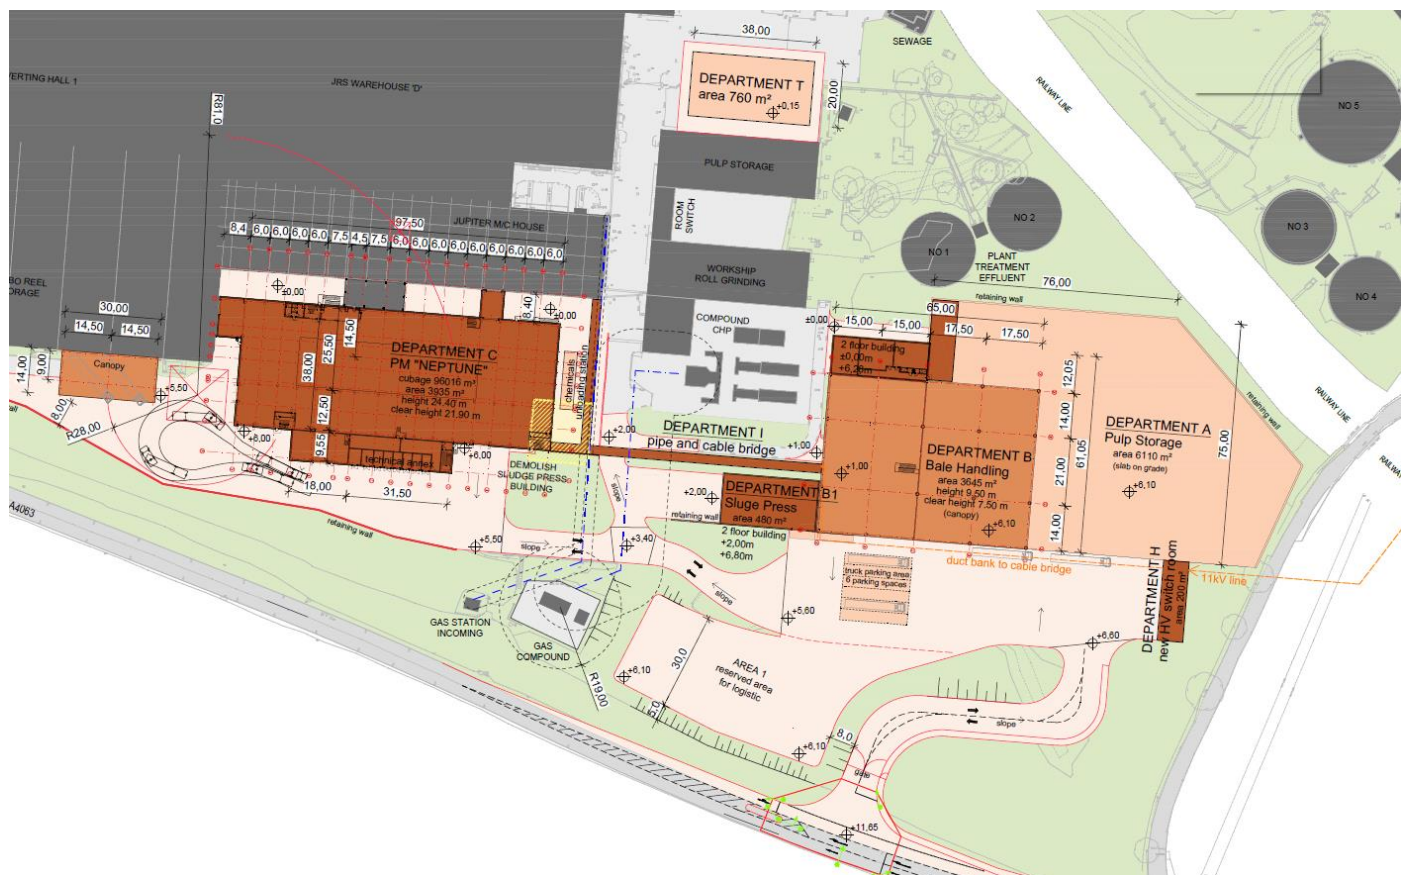 38,00
SEWAGE
DEPARTMENT T
area 760 m²
+0,15
20,00
VERTING HALL 1
JRS WAREHOUSE 'D'
R81,0
RAILWAY LINE
NO 5
PULP STORAGE
ROOM
SWITCH
NO 2
NO 3
NO 1
NO 4
PLANT
TREATMENT
EFFLUENT
97,50
JUPITER M/C HOUSE
8,4 6,0 6,0 6,0 6,0 7,5 4,5 7,5 6,0 6,0 6,0 6,0 6,0 6,0 6,0 6,0 6,0
WORKSHIP
ROLL GRINDING
76,00
retaining wall
BO REEL
ORAGE
30,00
14,50 14,50
±0,00
8,40
±0,00
COMPOUND
CHP
±0,00
65,00
15,00 15,00 17,50 17,50
14,00
9,00
Canopy
+5,50
8,00
R28,00
38,00
25,50
14,50
12,50
9,55
DEPARTMENT C
PM "NEPTUNE"
cubage 96016 m³
area 3935 m²
height 24,40 m
clear height 21,90 m
chemicals
unloading station
2 floor building
±0,00m
+6,20m
12,05
14,00
21,00
14,00
61,05
75,00
RAILWAY LINE
retaining wall
DEPARTMENT A
Pulp Storage
area 6110 m²
(slab on grade)
+6,10
wall
+6,00
+6,00
technical annex
+2,00
DEPARTMENT I
pipe and cable bridge
+1,00
+1,00
DEPARTMENT B
Bale Handling
area 3645 m²
height 9,50 m
clear height 7,50 m
(canopy)
+6,10
RAILWAY
DEMOLISH
SLUDGE PRESS
BUILDING
18,00 31,50
slope
+2,00
retaining wall
DEPARTMENT B1
Sluge Press
area 480 m²
2 floor building
+2,00m
+6,80m
A4063
retaining wall
+5,50
slope
+3,40
duct bank to cable bridge
11kV line
truck parking area
6 parking spaces
DEPARTMENT H
new HV switch room
area 200 m²
slope
GAS STATION
INCOMING
GAS
COMPOUND
R19,00
+5,60
+6,60
+6,10
30,0
5,0
AREA 1
reserved area
for logistic
slope
+6,10
8,0
gate
+11,65